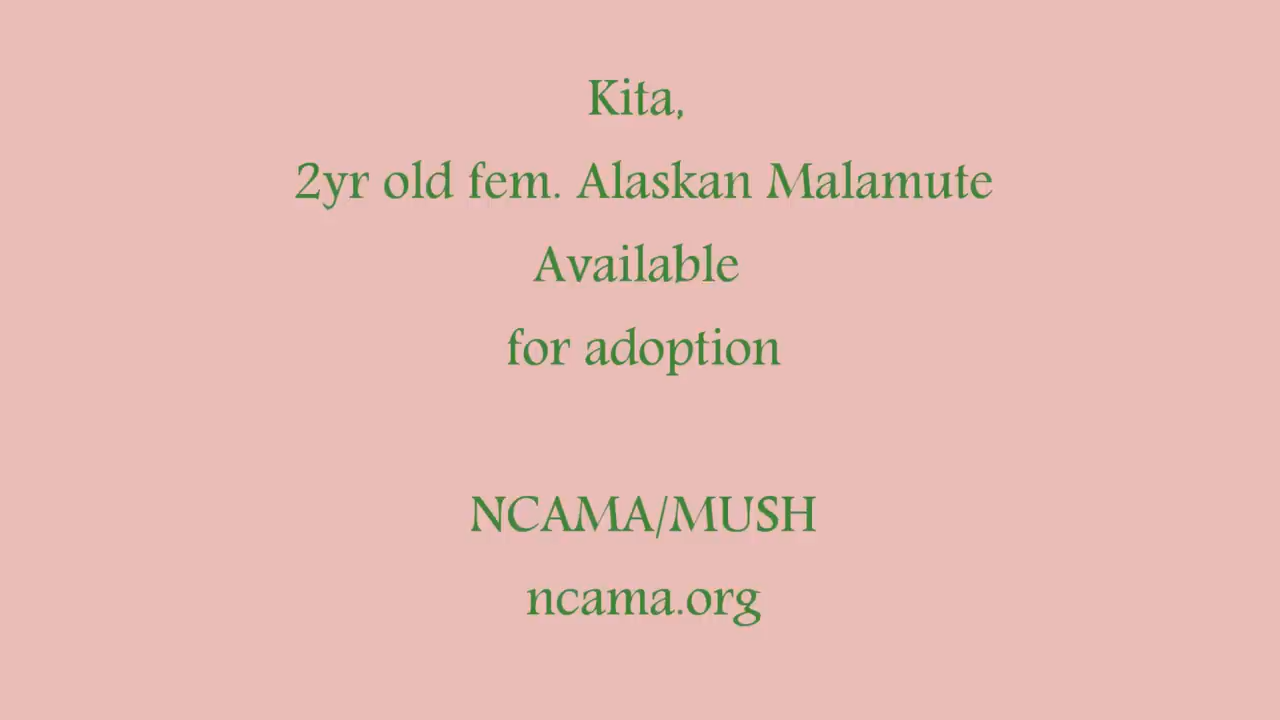 Kita,
2yr old fem. Alaskan Malamute
Available
for adoption
NCAMA/MUSH
ncama.org